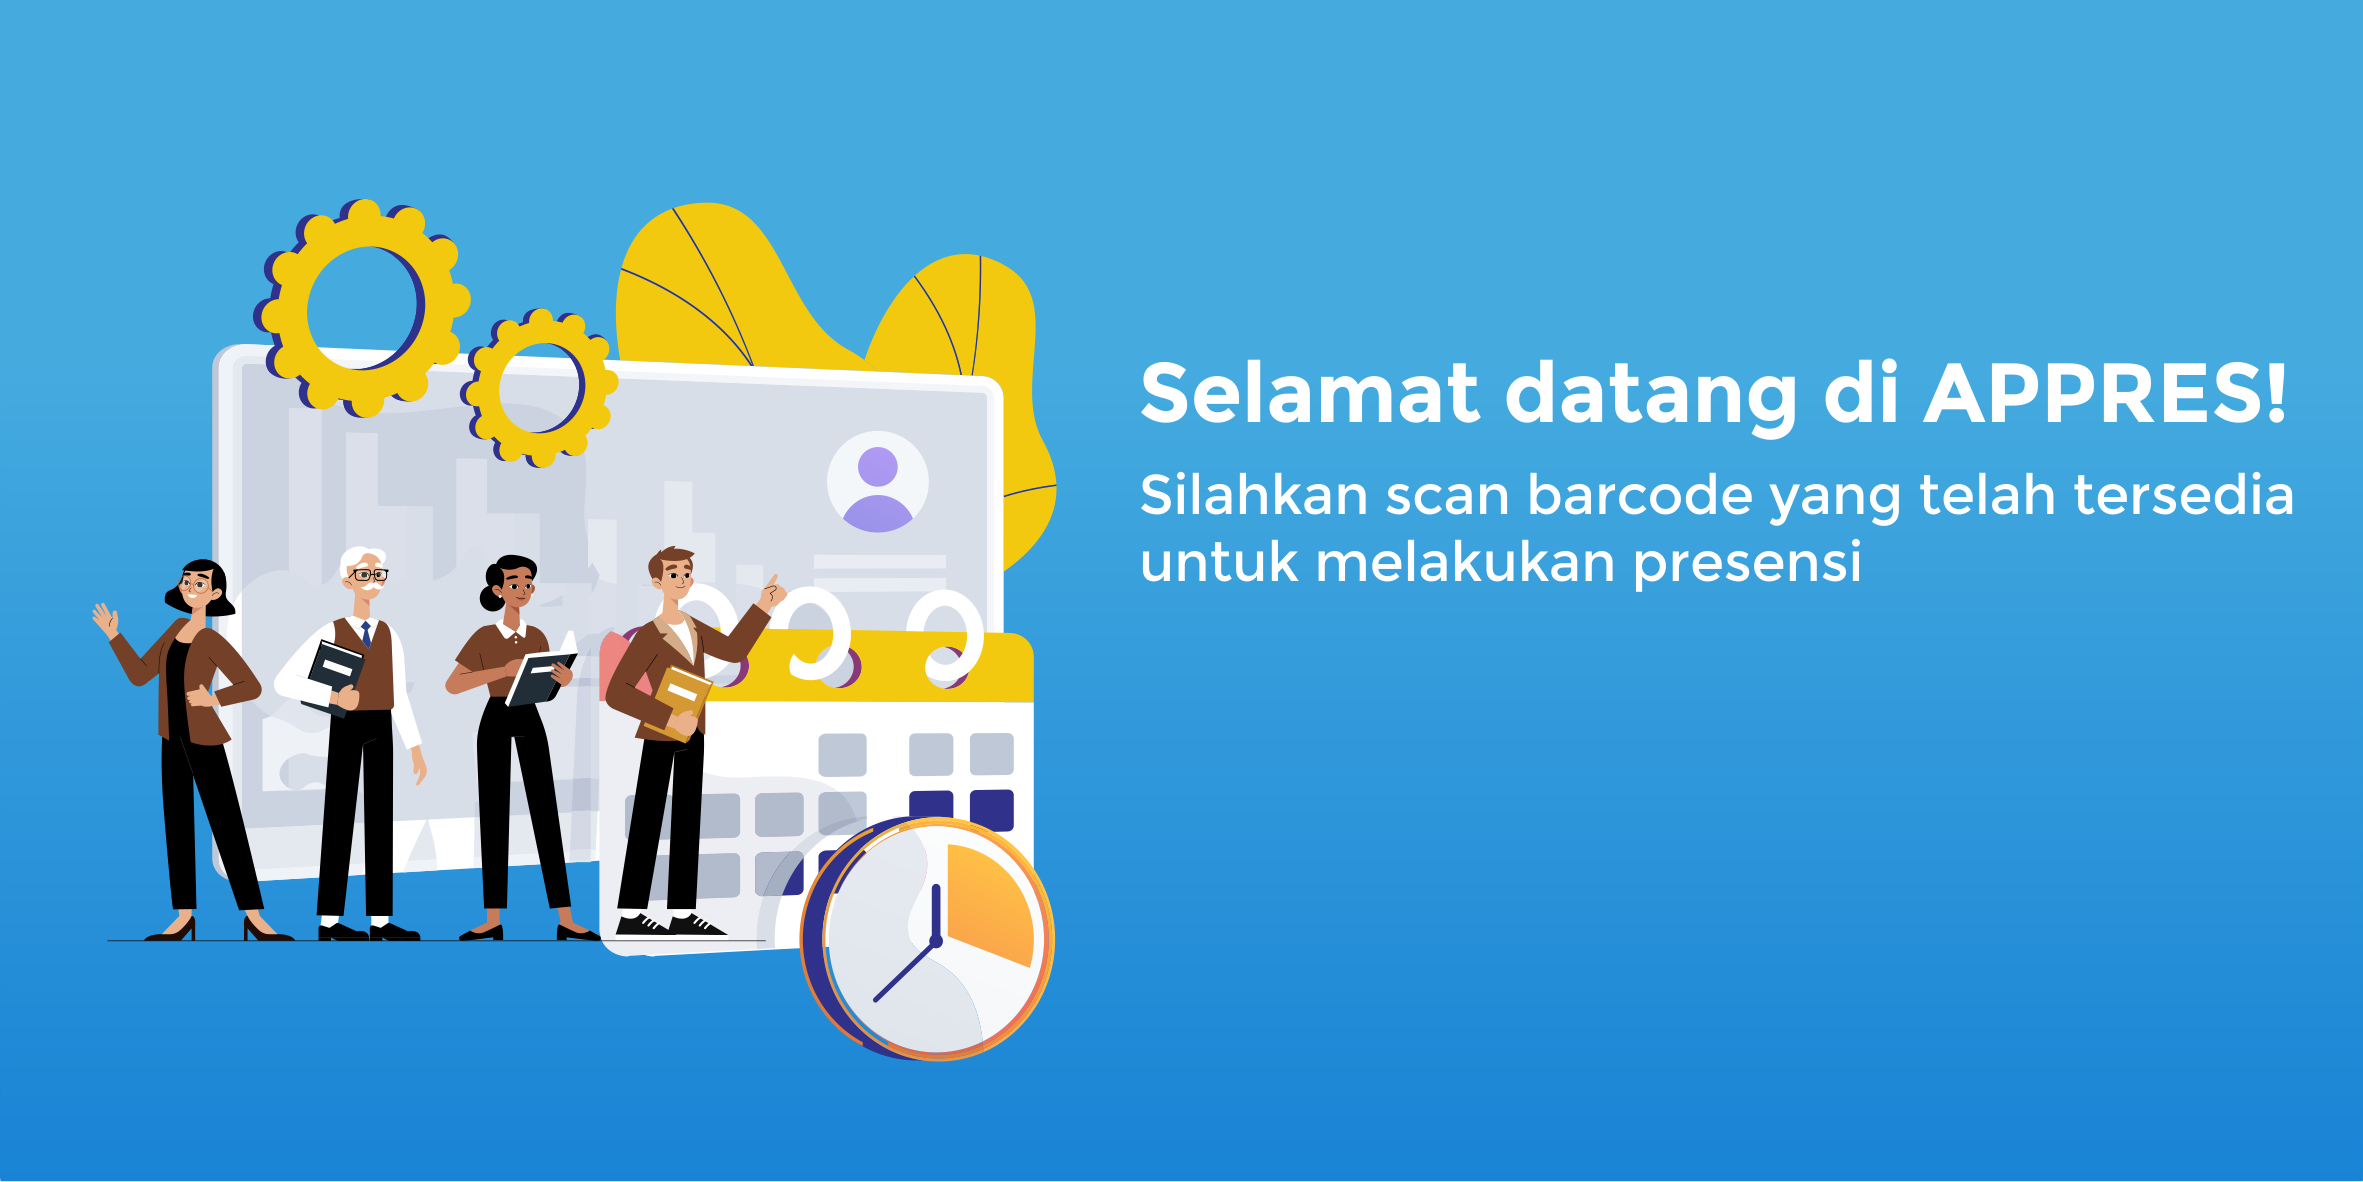 Selamat datang di APPRES!
Silahkan scan barcode yang telah tersedia
untuk melakukan presensi